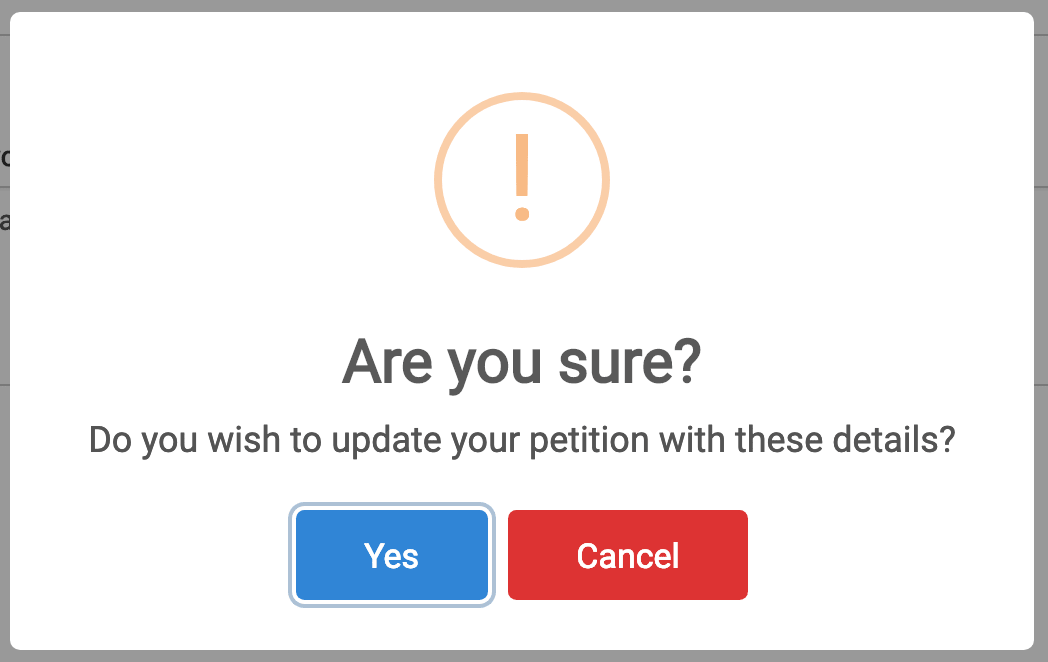 Are you sure?
Do you wish to update your petition with these details?
Yes
Cancel